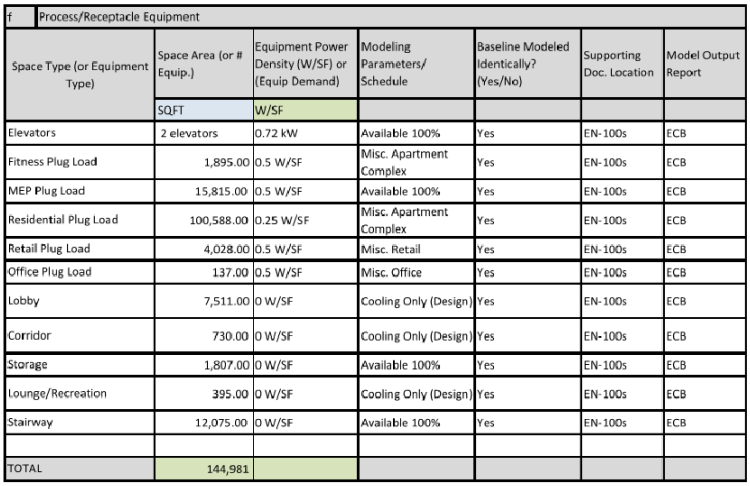 f Process/Receptacle Equipment
Space Type (or Equipment Type) Space Area (or # Equip.) Equipment Power Density (W/SF) or (Equip Demand) Modeling Parameters/ Schedule Baseline Modeled Identically? (Yes/No) Supporting Doc. Location Model Output Report
SQFT W/SF
Elevators 2 elevators 0.72 kW Available 100% Yes EN-100s ECB
Fitness Plug Load 1,895.00 0.5 W/SF Misc. Apartment Complex Yes EN-100s ECB
MEP Plug Load 15,815.00 0.5 W/SF Available 100% Yes EN-100s ECB
Residential Plug Load 100,588.00 0.25 W/SF Misc. Apartment Complex Yes EN-100s ECB
Retail Plug Load 4,028.00 0.5 W/SF Misc. Retail Yes EN-100s ECB
Office Plug Load 137.00 0.5 W/SF Misc. Office Yes EN-100s ECB
Lobby 7,511.00 0 W/SF Cooling Only (Design) Yes EN-100s ECB
Corridor 730.00 0 W/SF Cooling Only (Design) Yes EN-100s ECB
Storage 1,807.00 0 W/SF Available 100% Yes EN-100s ECB
Lounge/Recreation 395.00 0 W/SF Cooling Only (Design) Yes EN-100s ECB
Stairway 12,075.00 0 W/SF Available 100% Yes EN-100s ECB
TOTAL 144,981